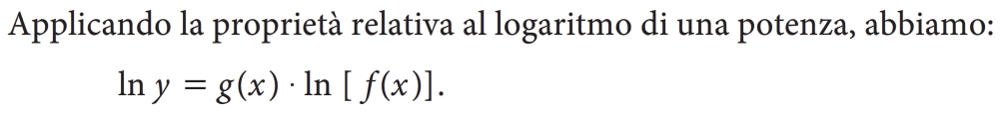 Applicando la proprietà relativa al logaritmo di una potenza, abbiamo:
ln y = g(x) · ln [ f(x)].